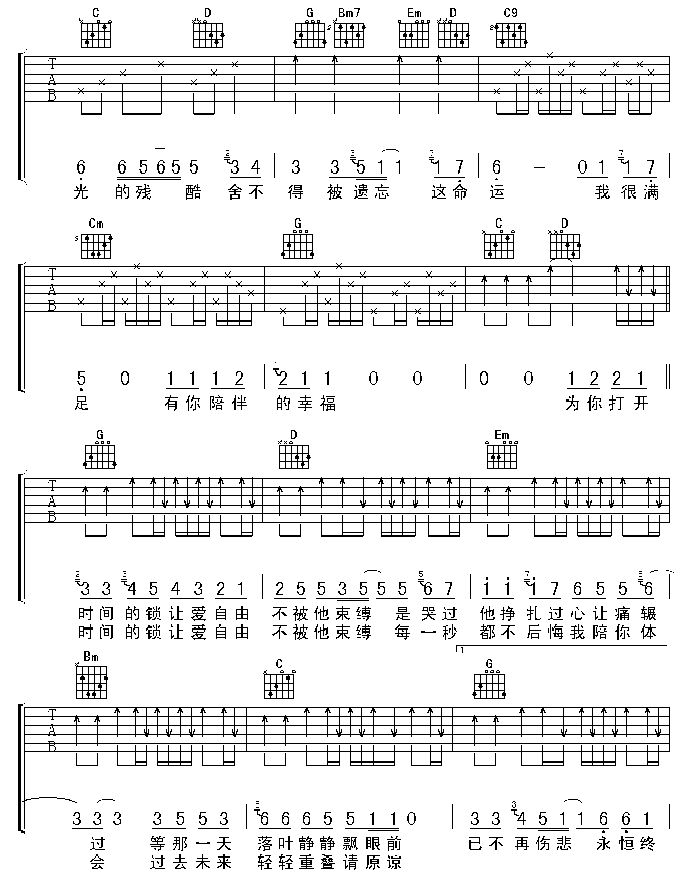 C D G Bm7 Em D C9
T
A
B
6 6 5 6 5 5 3 4 3 3 5 1 1 1 7 6 – 0 1 1 7
光 的 残 酷 舍 不 得 被 遗 忘 这 命 运 我 很 满
Cm G C D
T
A
B
5 0 1 1 1 2 2 1 1 0 0 0 0 1 2 2 1
足 有 你 陪 伴 的 幸 福 为 你 打 开
G D Em
T
A
B
3 3 4 5 4 3 2 1 2 5 5 3 5 5 5 6 7 i i i 7 6 5 5 6
时 间 的 锁 让 爱 自 由 不 被 他 束 缚 是 哭 过 他 挣 扎 过 心 让 痛 辗
时 间 的 锁 让 爱 自 由 不 被 他 束 缚 每 一 秒 都 不 后 悔 我 陪 你 体
Bm C 1 G
T
A
B
3 3 3 3 5 5 3 6 6 6 5 5 1 1 0 3 3 4 5 1 1 6 6 1
过 等 那 一 天 落 叶 静 静 飘 眼 前 已 不 再 伤 悲 永 恒 终
会 过 去 未 来 轻 轻 重 叠 请 原 谅